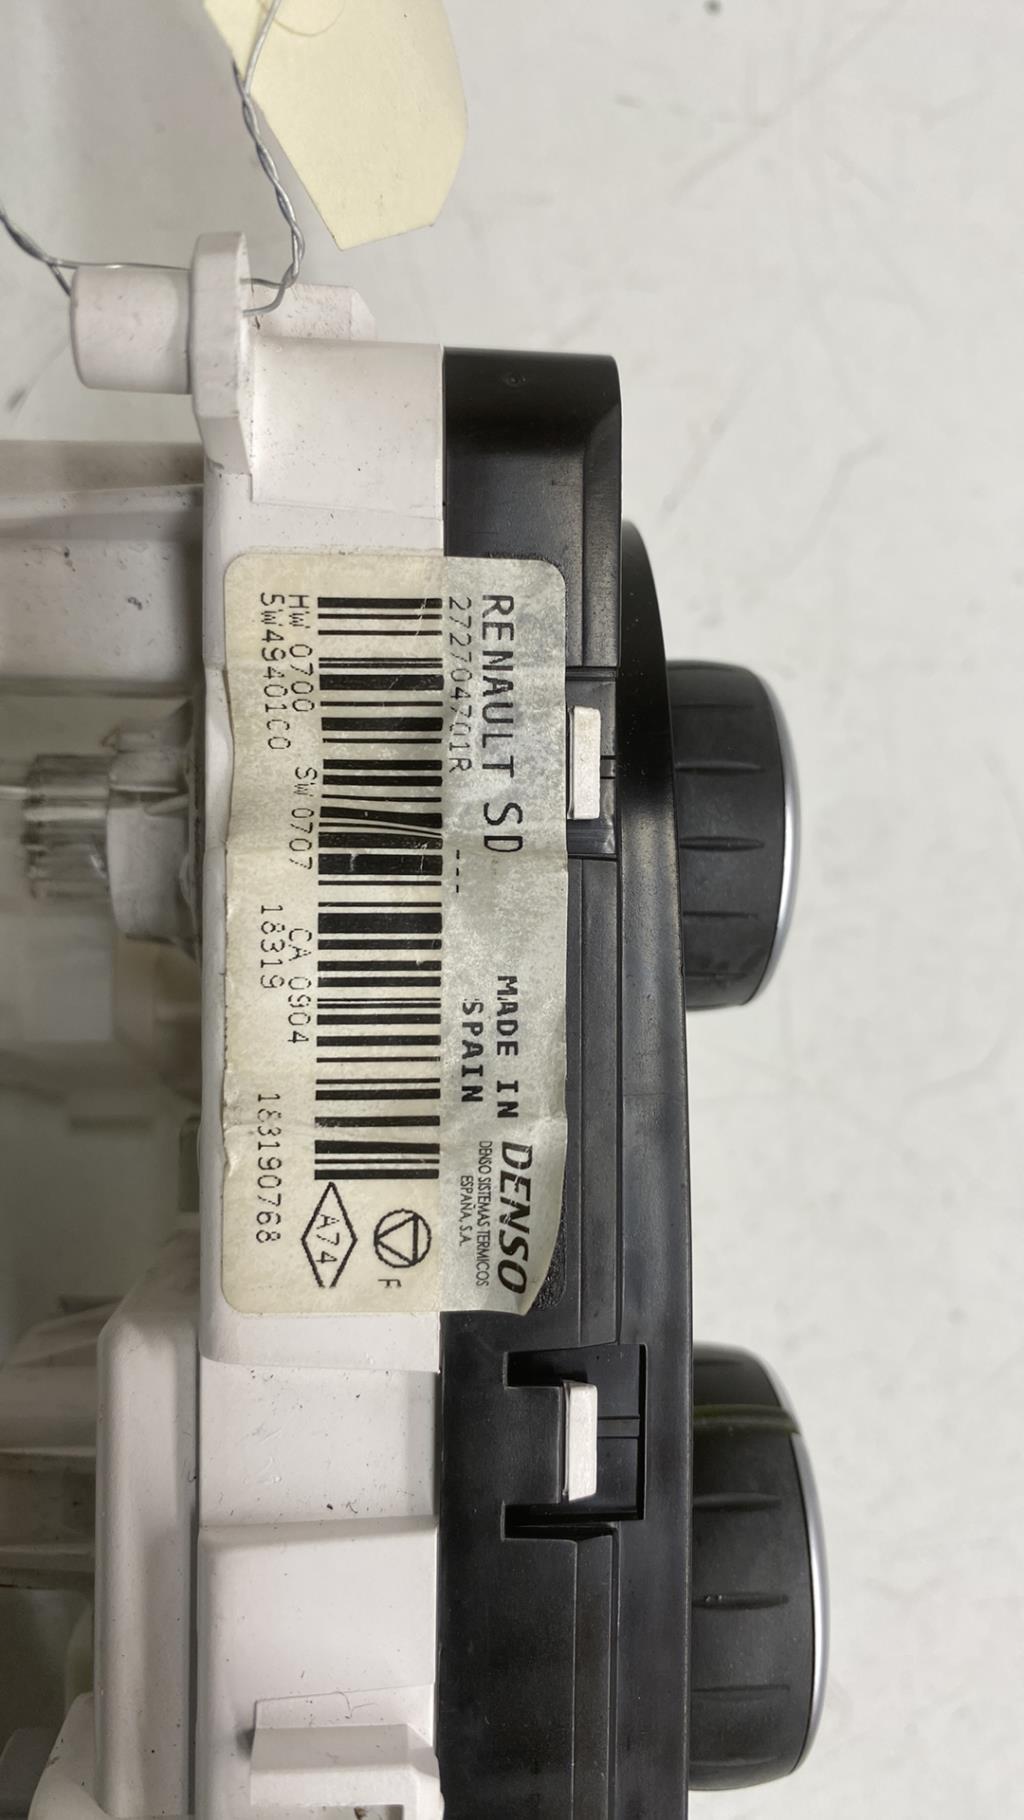 RENAULT SD
272704701R ---
MADE IN
SPAIN
DENSO
DENSO SISTEMAS TERMICOS
ESPAÑA, S.A.
HW 0700 SW 0707 CA 0904
SW49401C0 18319 183190768
A74
F